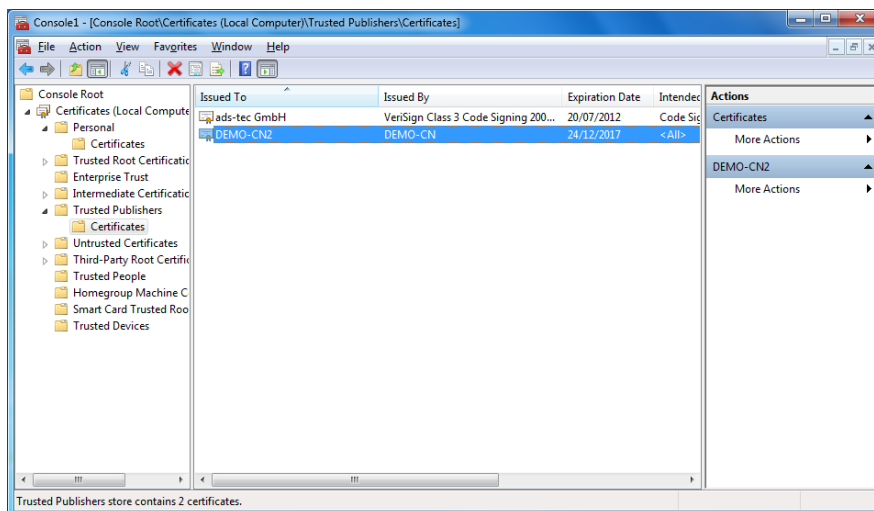 Console1 - [Console Root\Certificates (Local Computer)\Trusted Publishers\Certificates]
File Action View Favorites Window Help
Console Root
Certificates (Local Compute
Personal
Certificates
Trusted Root Certificatic
Enterprise Trust
Intermediate Certificatic
Trusted Publishers
Certificates
Untrusted Certificates
Third-Party Root Certific
Trusted People
Homegroup Machine C
Smart Card Trusted Roo
Trusted Devices
Issued To Issued By Expiration Date Intended
ads-tec GmbH VeriSign Class 3 Code Signing 200... 20/07/2012 Code Sig
DEMO-CN2 DEMO-CN 24/12/2017 <All>
Actions
Certificates
More Actions
DEMO-CN2
More Actions
Trusted Publishers store contains 2 certificates.